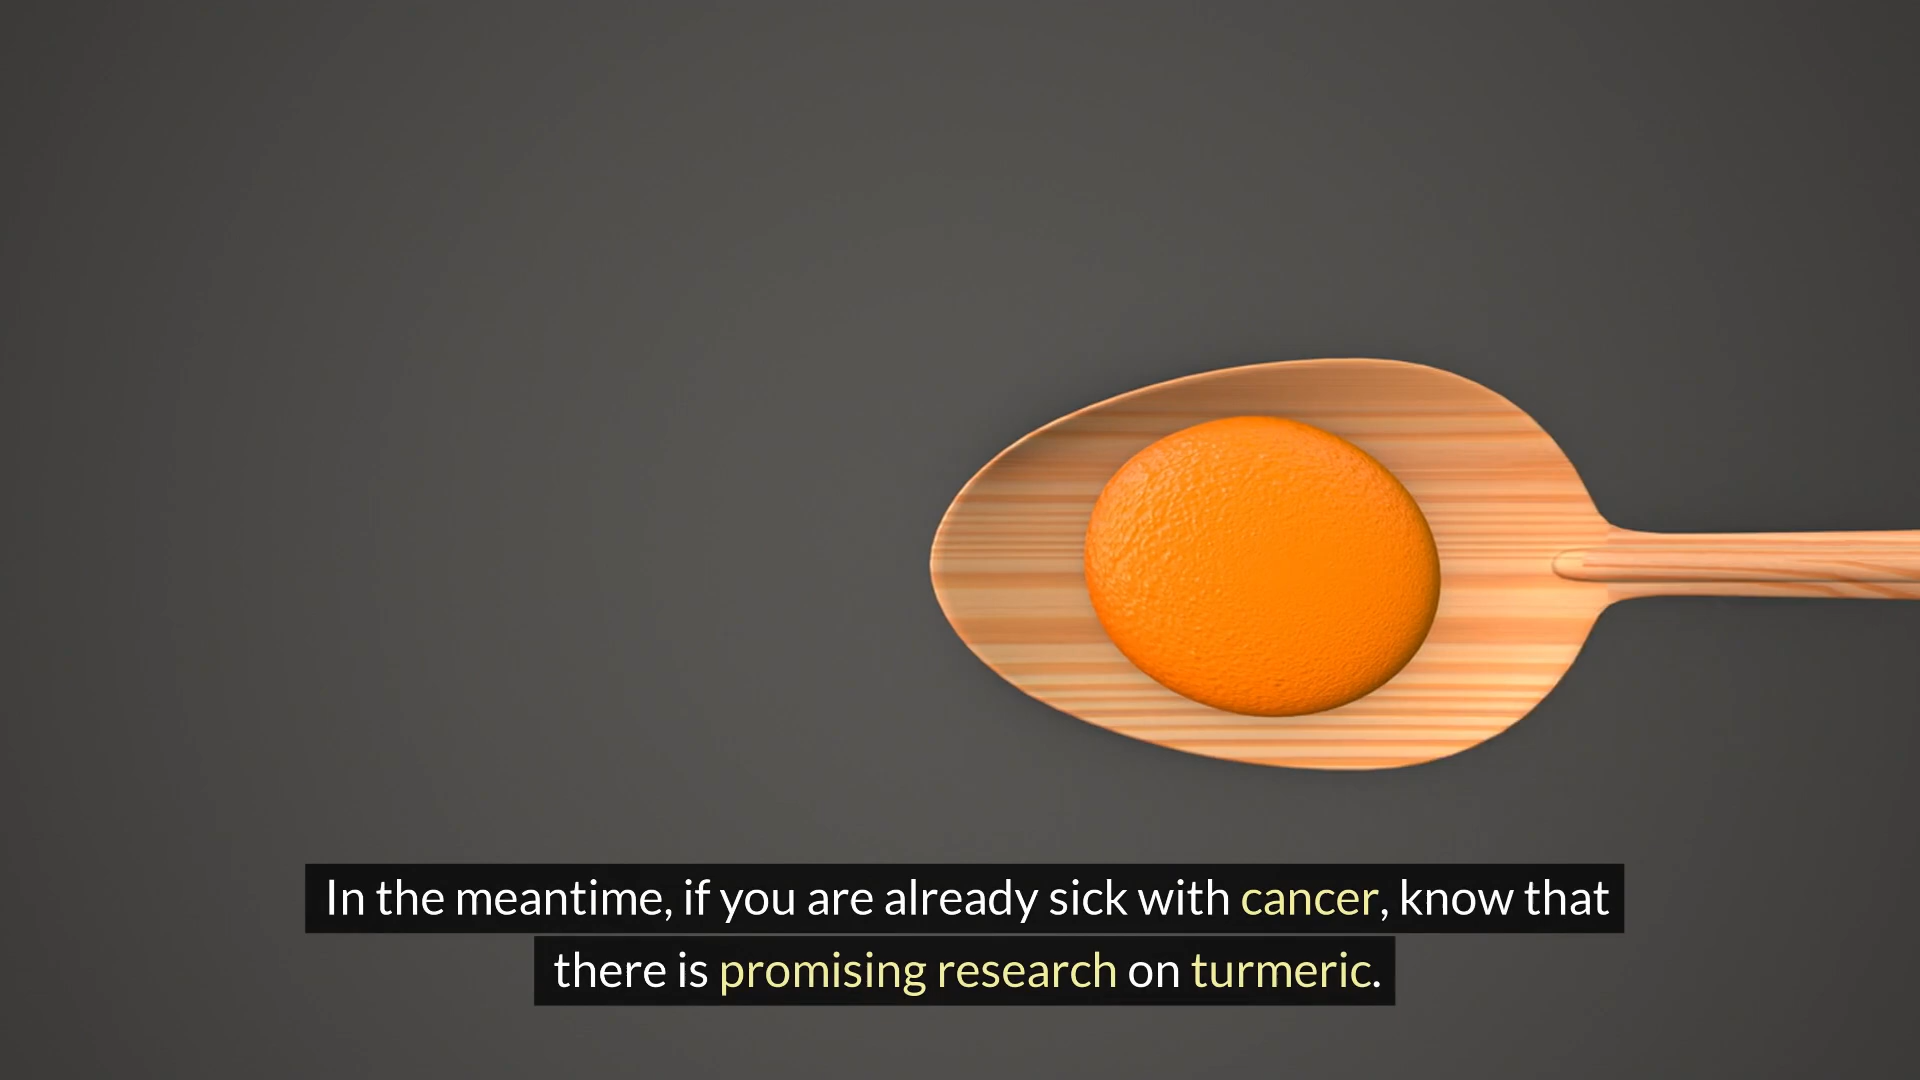 In the meantime, if you are already sick with cancer, know that
there is promising research on turmeric.